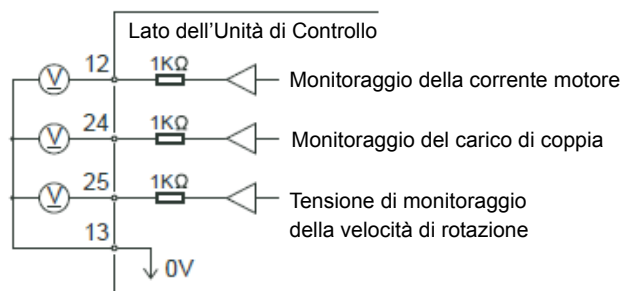 Lato dell'Unità di Controllo
12 1KΩ Monitoraggio della corrente motore
V
24 1KΩ Monitoraggio del carico di coppia
V
25 1KΩ Tensione di monitoraggio
V
della velocità di rotazione
13
0V